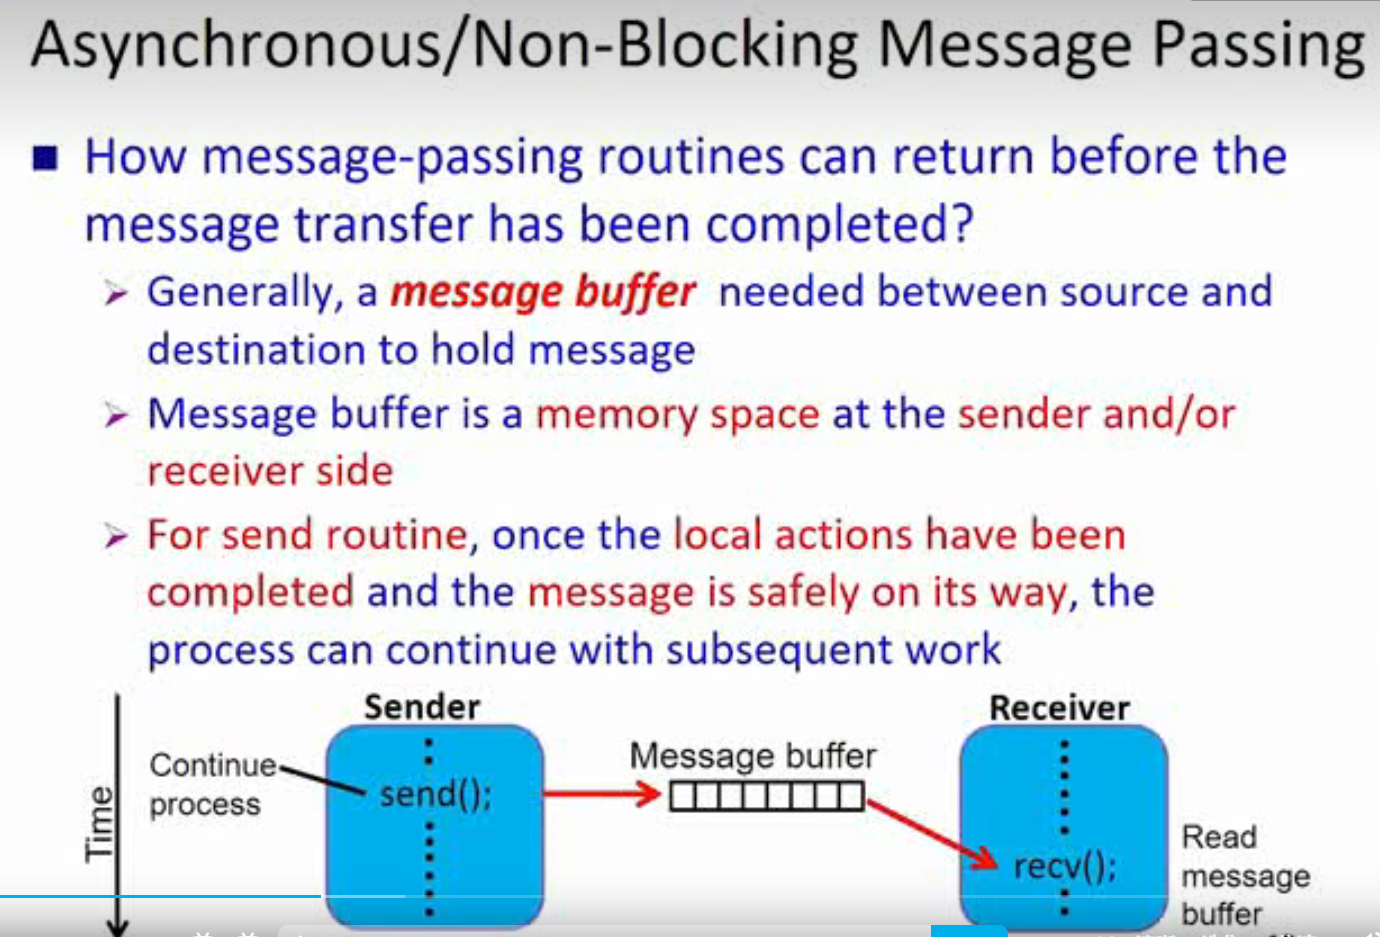 Asynchronous/Non-Blocking Message Passing
How message-passing routines can return before the
message transfer has been completed?
Generally, a message buffer needed between source and
destination to hold message
Message buffer is a memory space at the sender and/or
receiver side
For send routine, once the local actions have been
completed and the message is safely on its way, the
process can continue with subsequent work
Sender
Receiver
Continue
process
send();
Message buffer
Time
recv();
Read
message
buffer